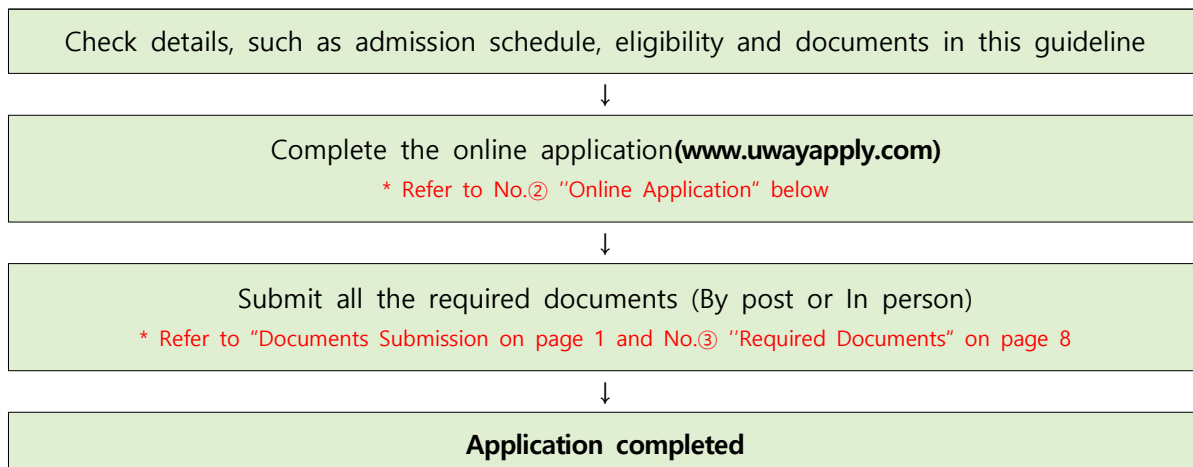 Check details, such as admission schedule, eligibility and documents in this guideline
↓
Complete the online application(www.uwayapply.com)
* Refer to No.② ‘’Online Application“ below
↓
Submit all the required documents (By post or In person)
* Refer to “Documents Submission on page 1 and No.③ ‘’Required Documents“ on page 8
↓
Application completed